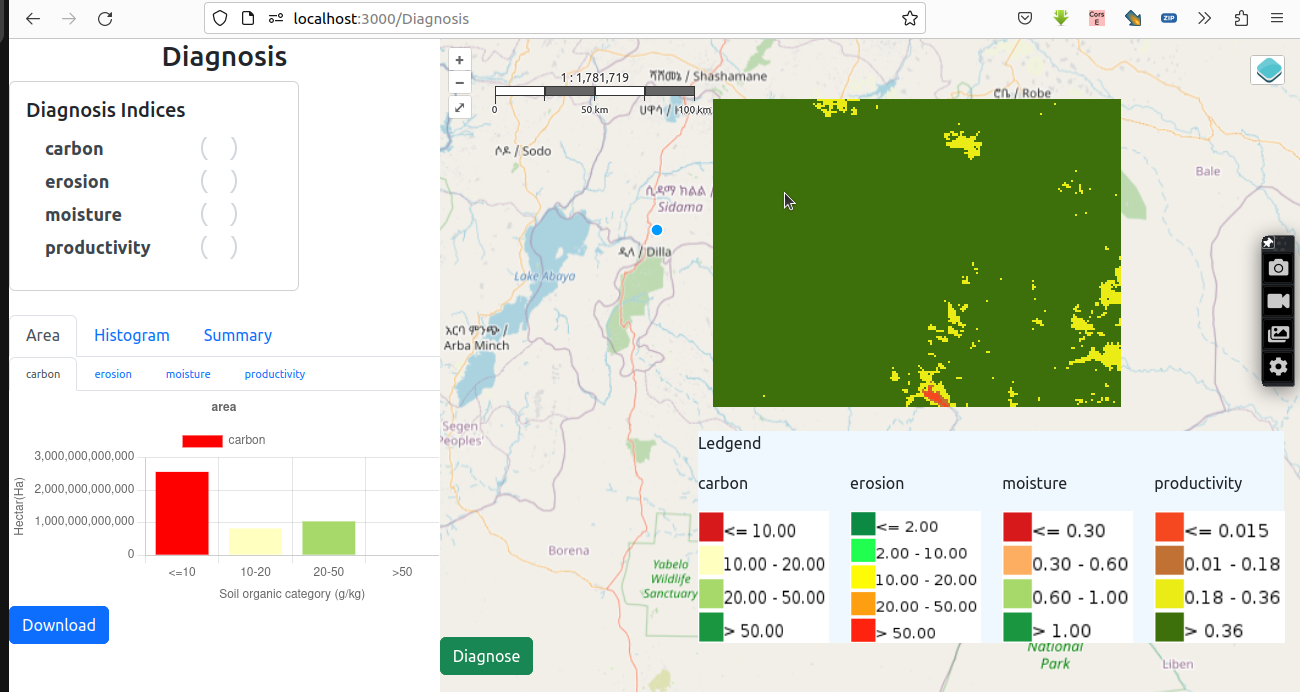 localhost:3000/Diagnosis
Cors
E
ZIP
Diagnosis
Diagnosis Indices
carbon ( )
erosion ( )
moisture ( )
productivity ( )
Area Histogram Summary
carbon erosion moisture productivity
area
carbon
Hectar(Ha)
3,000,000,000,000
2,000,000,000,000
1,000,000,000,000
0
<=10 10-20 20-50 >50
Soil organic category (g/kg)
Download
+
−
1 : 1,781,719
0 50 km 100 km
ሻሸመኔ / Shashamane
ሀዋሳ /
ሮቤ / Robe
ሶዶ / Sodo
Bale
ሲዳማ ክልል /
Sidama
ዲላ / Dilla
Lake Abaya
አርባ ምንጭ /
Arba Minch
Segen
Peoples'
Borena
Yabelo
Wildlife
Sanctuary
Diagnose
Ledgend
carbon
<= 10.00
10.00 - 20.00
20.00 - 50.00
> 50.00
erosion
<= 2.00
2.00 - 10.00
10.00 - 20.00
20.00 - 50.00
> 50.00
moisture
<= 0.30
0.30 - 0.60
0.60 - 1.00
> 1.00
productivity
<= 0.015
0.01 - 0.18
0.18 - 0.36
> 0.36
National
Park
Liben